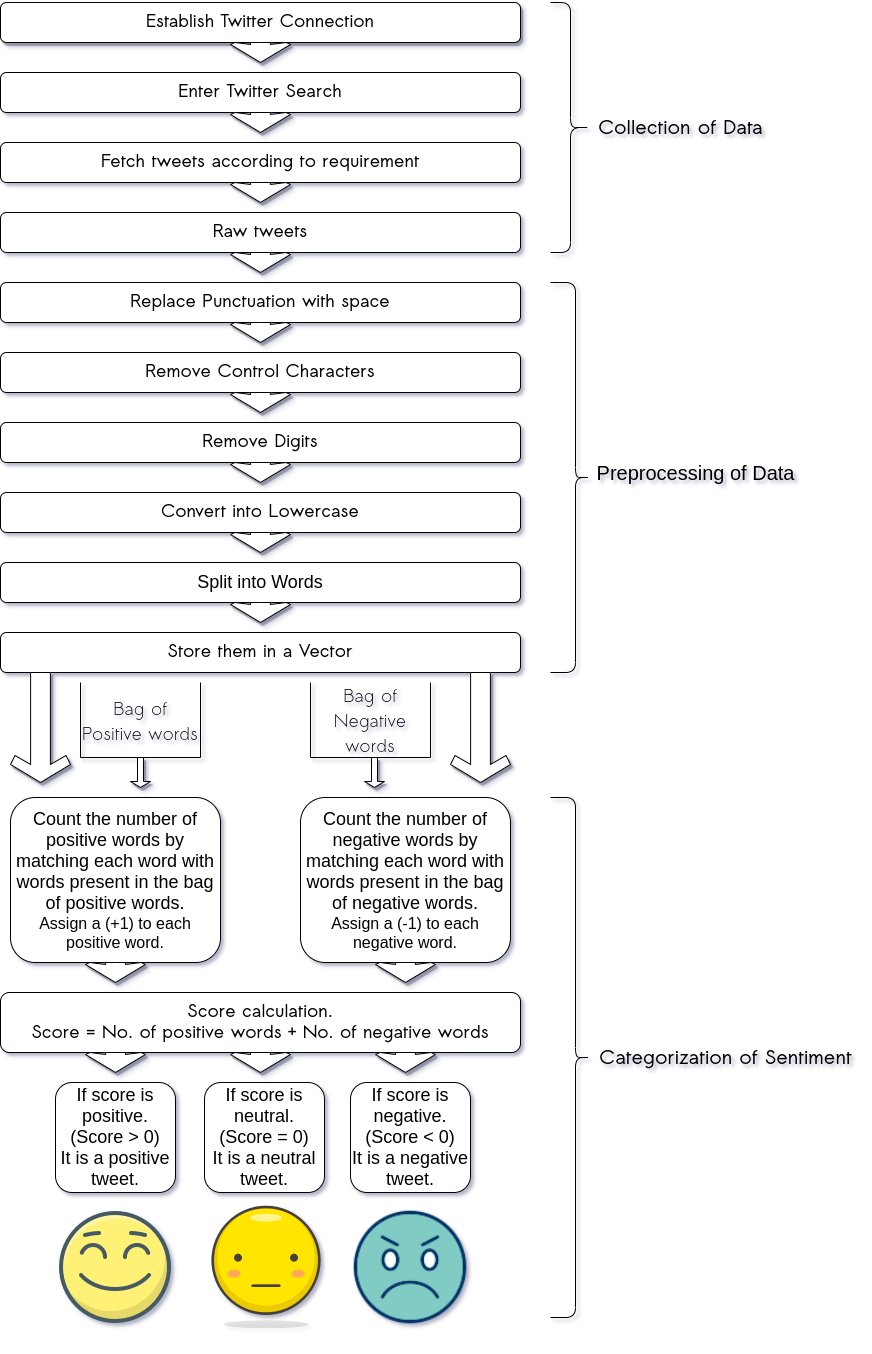 Establish Twitter Connection
Enter Twitter Search
Fetch tweets according to requirement
Raw tweets
Collection of Data
Replace Punctuation with space
Remove Control Characters
Remove Digits
Convert into Lowercase
Split into Words
Store them in a Vector
Preprocessing of Data
Bag of
Positive words
Bag of
Negative
words
Count the number of
positive words by
matching each word with
words present in the bag
of positive words.
Assign a (+1) to each
positive word.
Count the number of
negative words by
matching each word with
words present in the bag
of negative words.
Assign a (-1) to each
negative word.
Score calculation.
Score = No. of positive words + No. of negative words
Categorization of Sentiment
If score is
positive.
(Score > 0)
It is a positive
tweet.
If score is
neutral.
(Score = 0)
It is a neutral
tweet.
If score is
negative.
(Score < 0)
It is a negative
tweet.